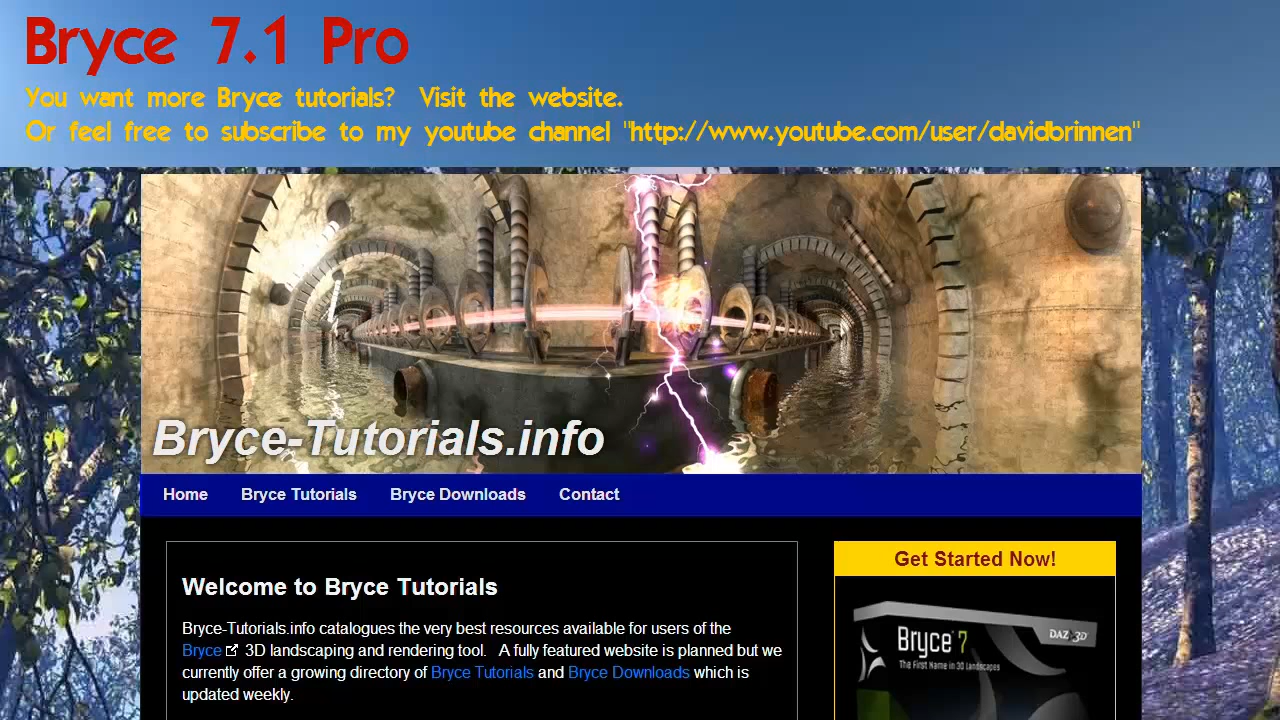 Bryce 7.1 Pro
You want more Bryce tutorials? Visit the website.
Or feel free to subscribe to my youtube channel "http://www.youtube.com/user/davidbrinnen"
Bryce-Tutorials.info
Home Bryce Tutorials Bryce Downloads Contact
Get Started Now!
Welcome to Bryce Tutorials
Bryce-Tutorials.info catalogues the very best resources available for users of the
Bryce 3D landscaping and rendering tool. A fully featured website is planned but we
currently offer a growing directory of Bryce Tutorials and Bryce Downloads which is
updated weekly.
Bryce 7
DAZ 3D
The First Name in 3D Landscapes